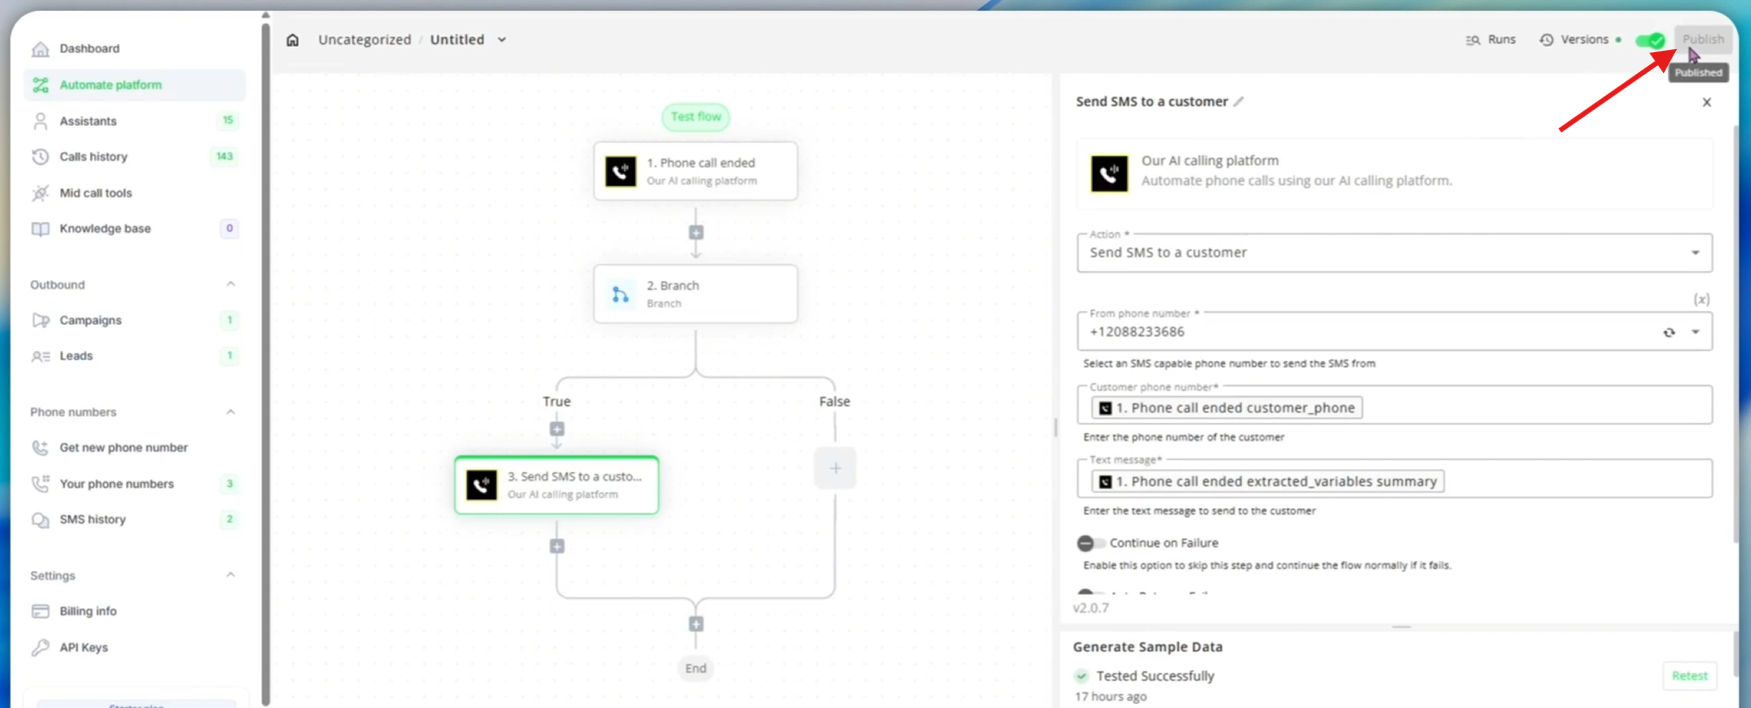 Dashboard
Automate platform
Assistants 15
Calls history 143
Mid call tools
Knowledge base 0
Outbound
Campaigns 1
Leads 1
Phone numbers
Get new phone number
Your phone numbers 3
SMS history 2
Settings
Billing info
API Keys
Uncategorized / Untitled
Runs
Versions
Publish
Published
Test flow
1. Phone call ended
Our AI calling platform
2. Branch
Branch
True
False
3. Send SMS to a custo...
Our AI calling platform
End
Send SMS to a customer
Our AI calling platform
Automate phone calls using our AI calling platform.
Action *
Send SMS to a customer
(x)
From phone number *
+12088233686
Select an SMS capable phone number to send the SMS from
Customer phone number*
1. Phone call ended customer_phone
Enter the phone number of the customer
Text message*
1. Phone call ended extracted_variables summary
Enter the text message to send to the customer
Continue on Failure
Enable this option to skip this step and continue the flow normally if it fails.
v2.0.7
Generate Sample Data
Tested Successfully
17 hours ago
Retest